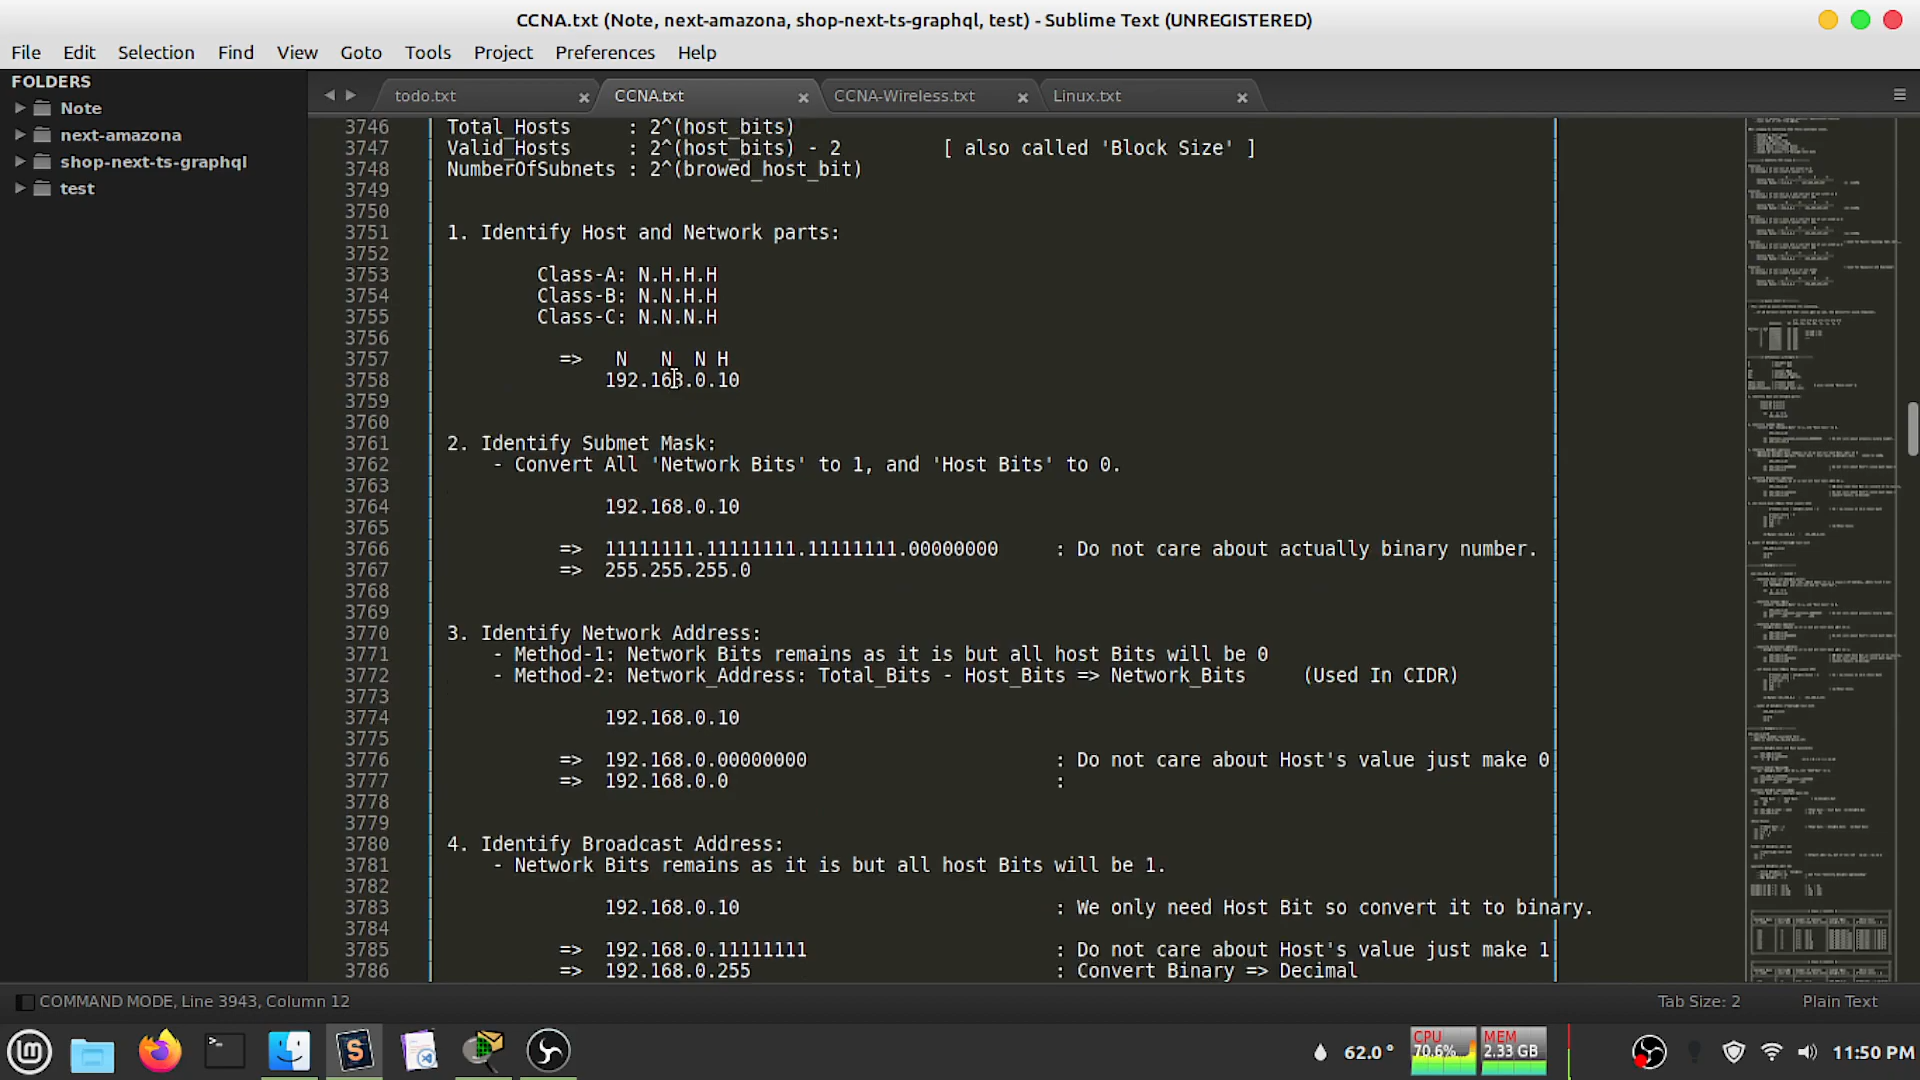 CCNA.txt (Note, next-amazona, shop-next-ts-graphql, test) - Sublime Text (UNREGISTERED)
File Edit Selection Find View Goto Tools Project Preferences Help
FOLDERS
Note
next-amazona
shop-next-ts-graphql
test
todo.txt CCNA.txt CCNA-Wireless.txt Linux.txt
3746 Total_Hosts : 2^(host_bits)
3747 Valid_Hosts : 2^(host_bits) - 2 [ also called 'Block Size' ]
3748 NumberOfSubnets : 2^(browed_host_bit)
3749
3750
3751 1. Identify Host and Network parts:
3752
3753 Class-A: N.H.H.H
3754 Class-B: N.N.H.H
3755 Class-C: N.N.N.H
3756
3757 => N N N H
3758 192.168.0.10
3759
3760
3761 2. Identify Submet Mask:
3762 - Convert All 'Network Bits' to 1, and 'Host Bits' to 0.
3763
3764 192.168.0.10
3765
3766 => 11111111.11111111.11111111.00000000 : Do not care about actually binary number.
3767 => 255.255.255.0
3768
3769
3770 3. Identify Network Address:
3771 - Method-1: Network Bits remains as it is but all host Bits will be 0
3772 - Method-2: Network_Address: Total_Bits - Host_Bits => Network_Bits (Used In CIDR)
3773
3774 192.168.0.10
3775
3776 => 192.168.0.00000000 : Do not care about Host's value just make 0
3777 => 192.168.0.0 :
3778
3779
3780 4. Identify Broadcast Address:
3781 - Network Bits remains as it is but all host Bits will be 1.
3782
3783 192.168.0.10 : We only need Host Bit so convert it to binary.
3784
3785 => 192.168.0.11111111 : Do not care about Host's value just make 1
3786 => 192.168.0.255 : Convert Binary => Decimal
COMMAND MODE, Line 3943, Column 12 Tab Size: 2 Plain Text
62.0° CPU 70.6% MEM 2.33 GB 11:50 PM